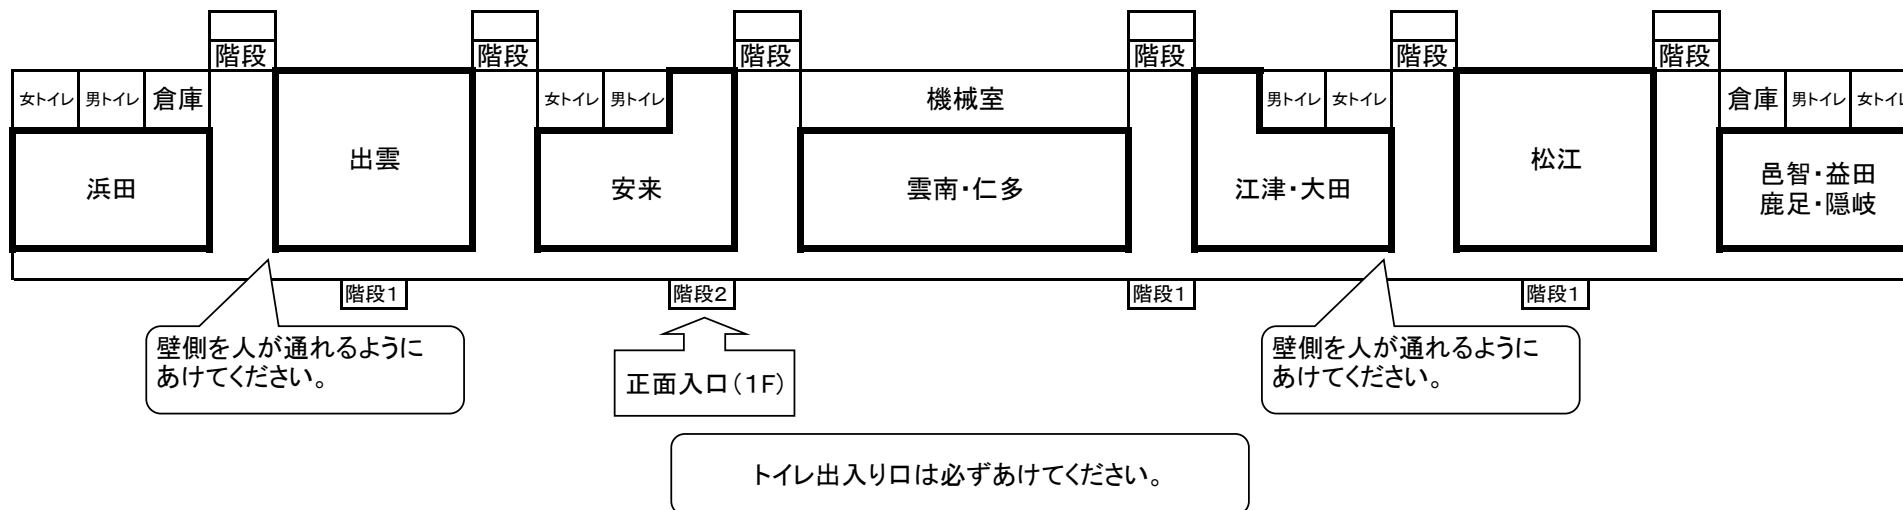 階段
階段
階段
階段
階段
階段
女トイレ
男トイレ
倉庫
女トイレ
男トイレ
機械室
男トイレ
女トイレ
倉庫
男トイレ
女トイレ
浜田
出雲
安来
雲南・仁多
江津・大田
松江
邑智・益田
鹿足・隠岐
階段1
階段2
階段1
階段1
壁側を人が通れるように
あけてください。
正面入口(1F)
壁側を人が通れるように
あけてください。
トイレ出入り口は必ずあけてください。